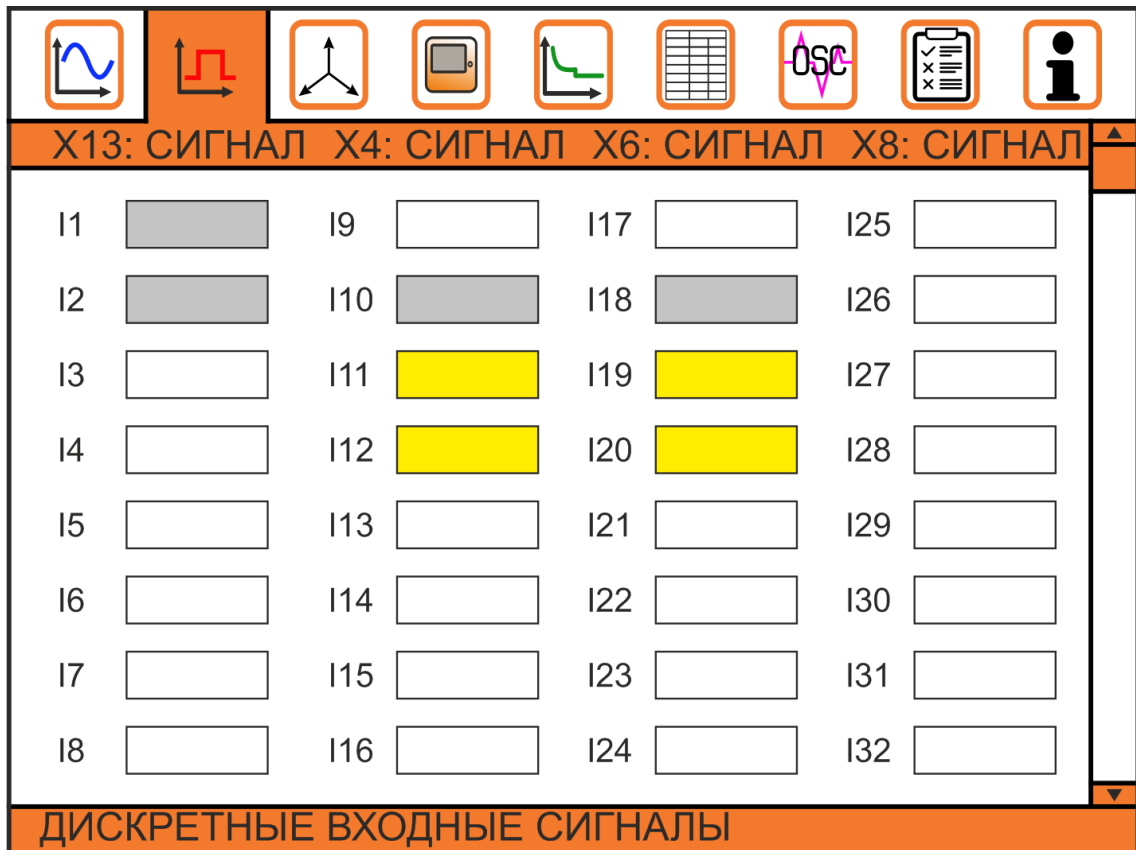 OSC
X13: СИГНАЛ X4: СИГНАЛ X6: СИГНАЛ X8: СИГНАЛ
I1 I9 I17 I25
I2 I10 I18 I26
I3 I11 I19 I27
I4 I12 I20 I28
I5 I13 I21 I29
I6 I14 I22 I30
I7 I15 I23 I31
I8 I16 I24 I32
ДИСКРЕТНЫЕ ВХОДНЫЕ СИГНАЛЫ